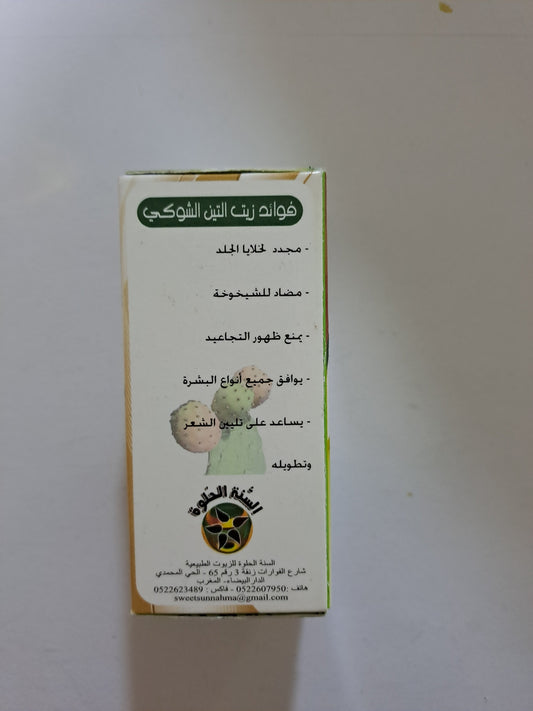 فوائد زيت التين الشوكي
- مجدد لخلايا الجلد
- مضاد للشيخوخة
- يمنع ظهور التجاعيد
- يوافق جميع أنواع البشرة
- يساعد على تليين الشعر
وتطويله
السنة الحلوة
السنة الحلوة للزيوت الطبيعية
شارع الفوارات زنقة 3 رقم 65 - الحي المحمدي
الدار البيضاء- المغرب
هاتف :0522607950 - فاكس : 0522623489
sweetsunnahma@gmail.com